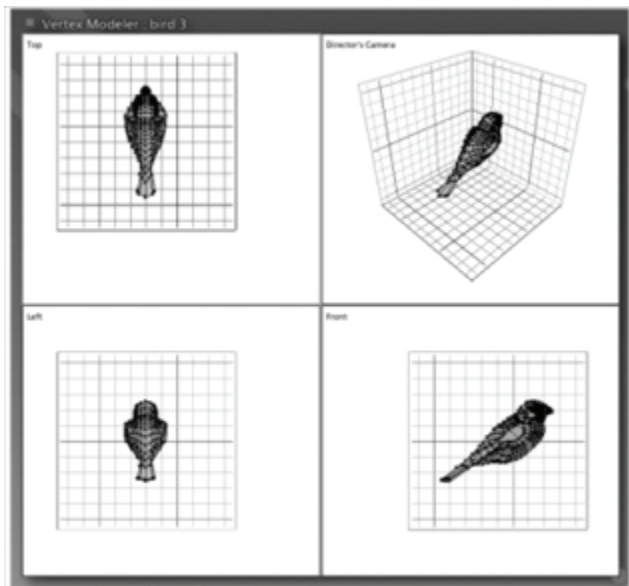 Vertex Modeler : bird 3
Top
Director's Camera
Left
Front